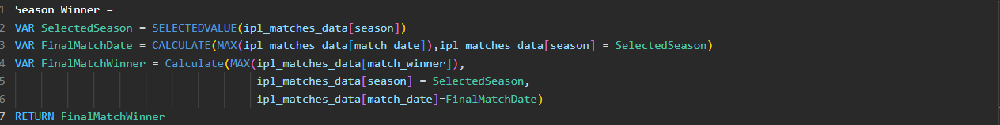 1 Season Winner =
2 VAR SelectedSeason = SELECTEDVALUE(ipl_matches_data[season])
3 VAR FinalMatchDate = CALCULATE(MAX(ipl_matches_data[match_date]),ipl_matches_data[season] = SelectedSeason)
4 VAR FinalMatchWinner = Calculate(MAX(ipl_matches_data[match_winner]),
5 ipl_matches_data[season] = SelectedSeason,
6 ipl_matches_data[match_date]=FinalMatchDate)
7 RETURN FinalMatchWinner